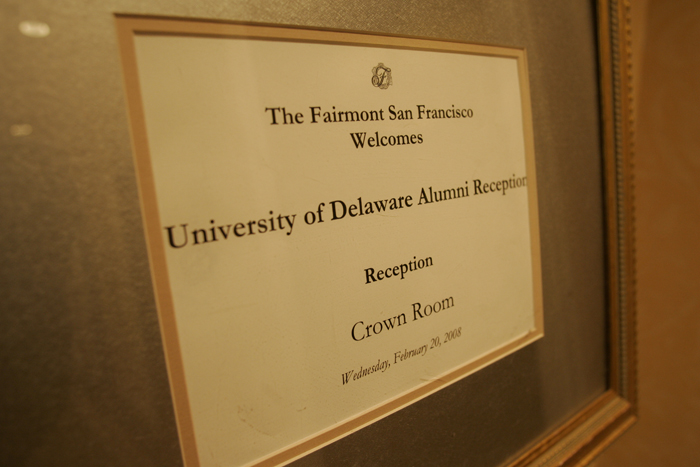 The Fairmont San Francisco
Welcomes
University of Delaware Alumni Reception
Reception
Crown Room
Wednesday, February 20, 2008